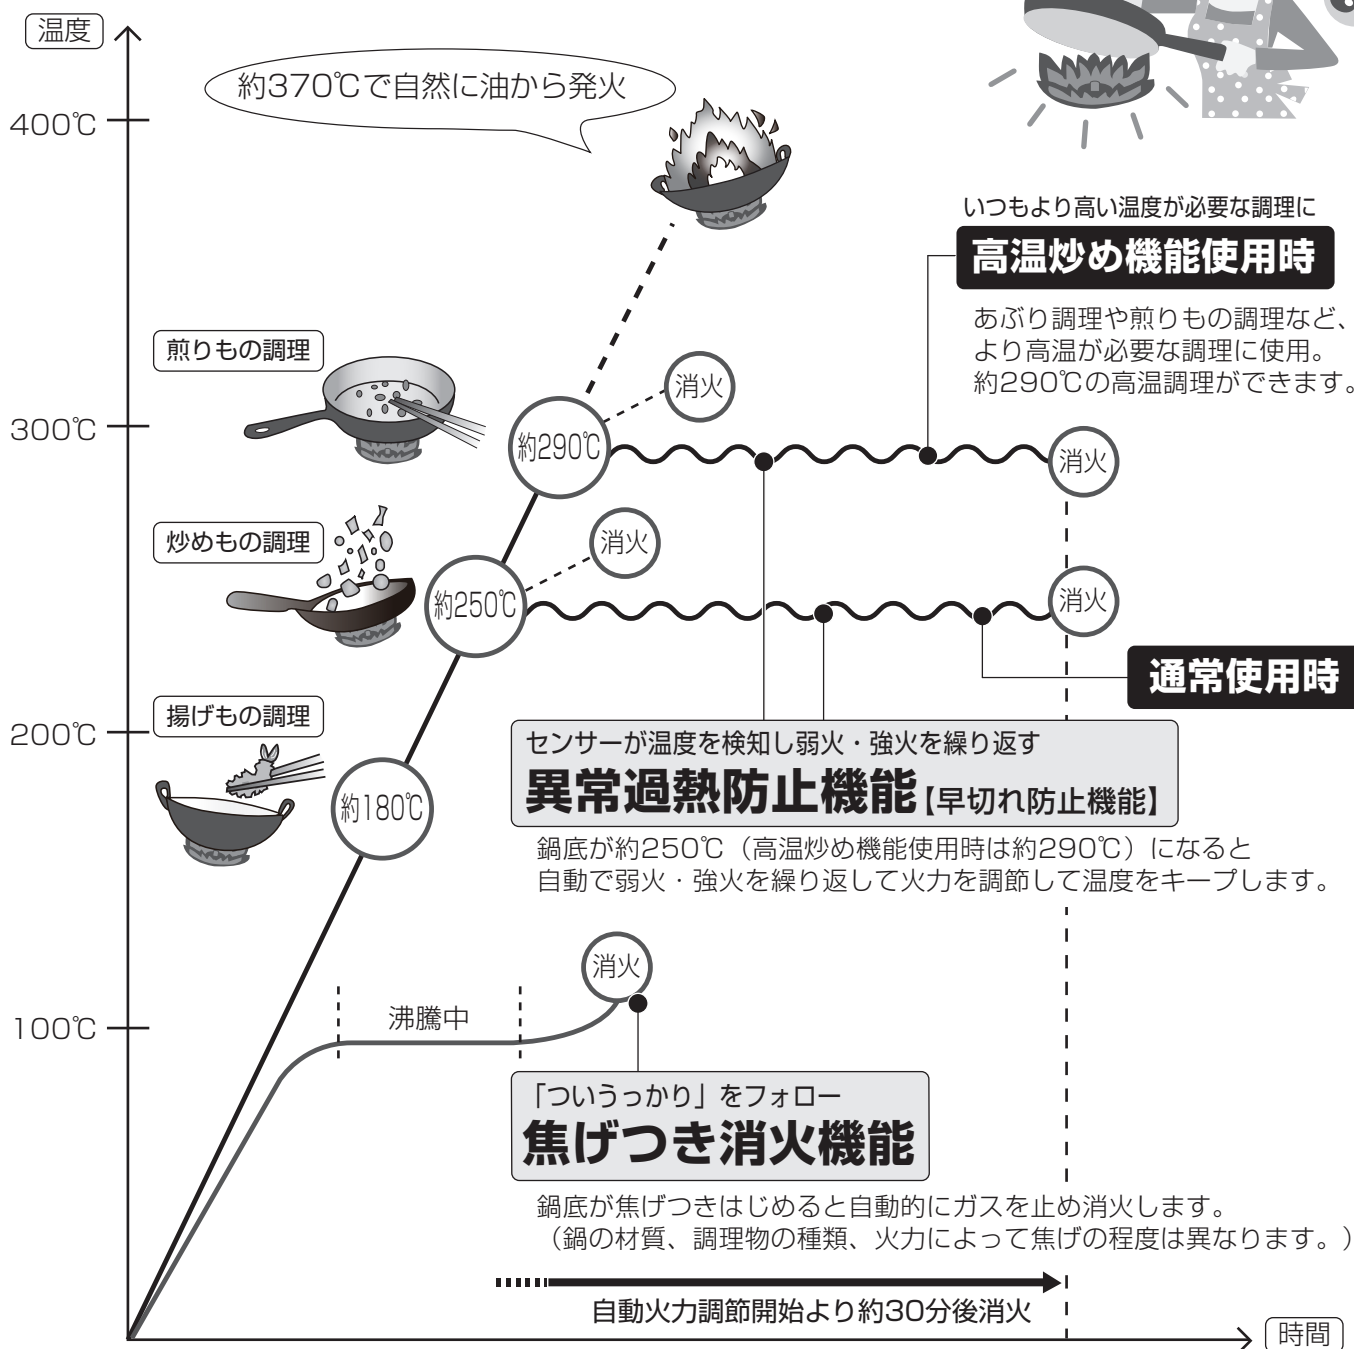 温度
約370℃で自然に油から発火
400℃
いつもより高い温度が必要な調理に
高温炒め機能使用時
あぶり調理や煎りもの調理など、
より高温が必要な調理に使用。
約290℃の高温調理ができます。
煎りもの調理
消火
300℃
約290℃
消火
炒めもの調理
消火
約250℃
消火
通常使用時
揚げもの調理
200℃
約180℃
センサーが温度を検知し弱火・強火を繰り返す
異常過熱防止機能【早切れ防止機能】
鍋底が約250℃（高温炒め機能使用時は約290℃）になると
自動で弱火・強火を繰り返して火力を調節して温度をキープします。
消火
沸騰中
100℃
「ついうっかり」をフォロー
焦げつき消火機能
鍋底が焦げつきはじめると自動的にガスを止め消火します。
（鍋の材質、調理物の種類、火力によって焦げの程度は異なります。）
自動火力調節開始より約30分後消火
時間